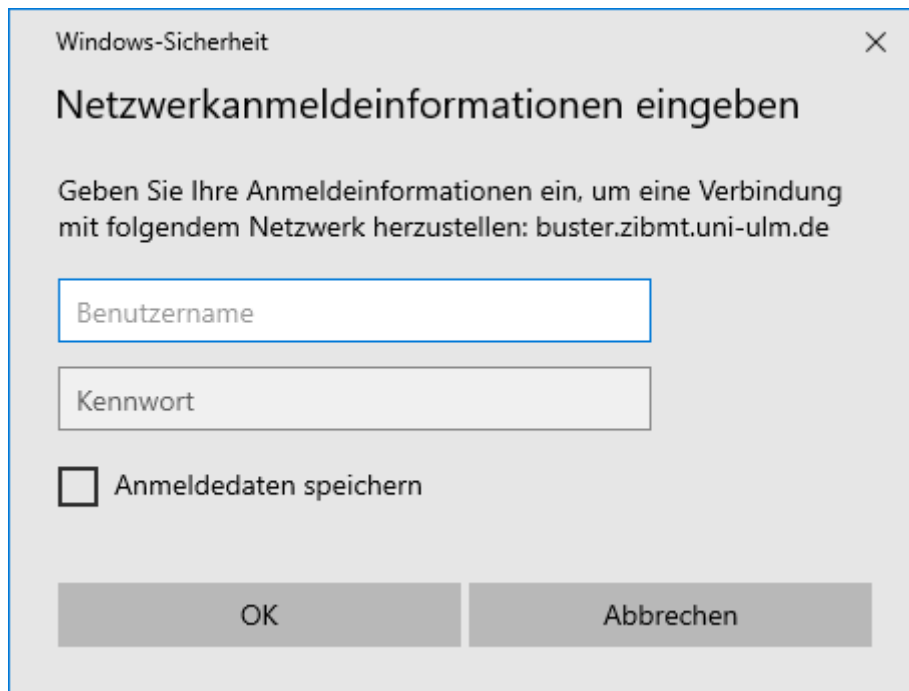 Windows-Sicherheit
Netzwerkanmeldeinformationen eingeben
Geben Sie Ihre Anmeldeinformationen ein, um eine Verbindung
mit folgendem Netzwerk herzustellen: buster.zibmt.uni-ulm.de
Benutzername
Kennwort
Anmeldedaten speichern
OK
Abbrechen